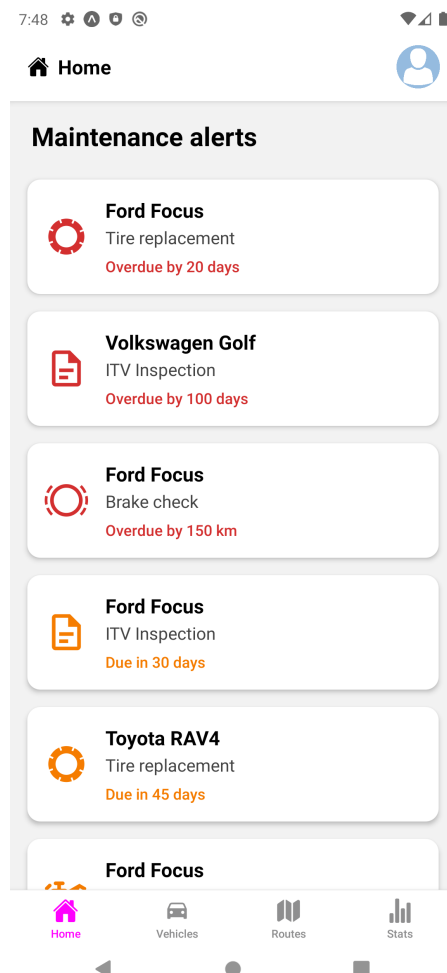 7:48
Home
Maintenance alerts
Ford Focus
Tire replacement
Overdue by 20 days
Volkswagen Golf
ITV Inspection
Overdue by 100 days
Ford Focus
Brake check
Overdue by 150 km
Ford Focus
ITV Inspection
Due in 30 days
Toyota RAV4
Tire replacement
Due in 45 days
Ford Focus
Home Vehicles Routes Stats